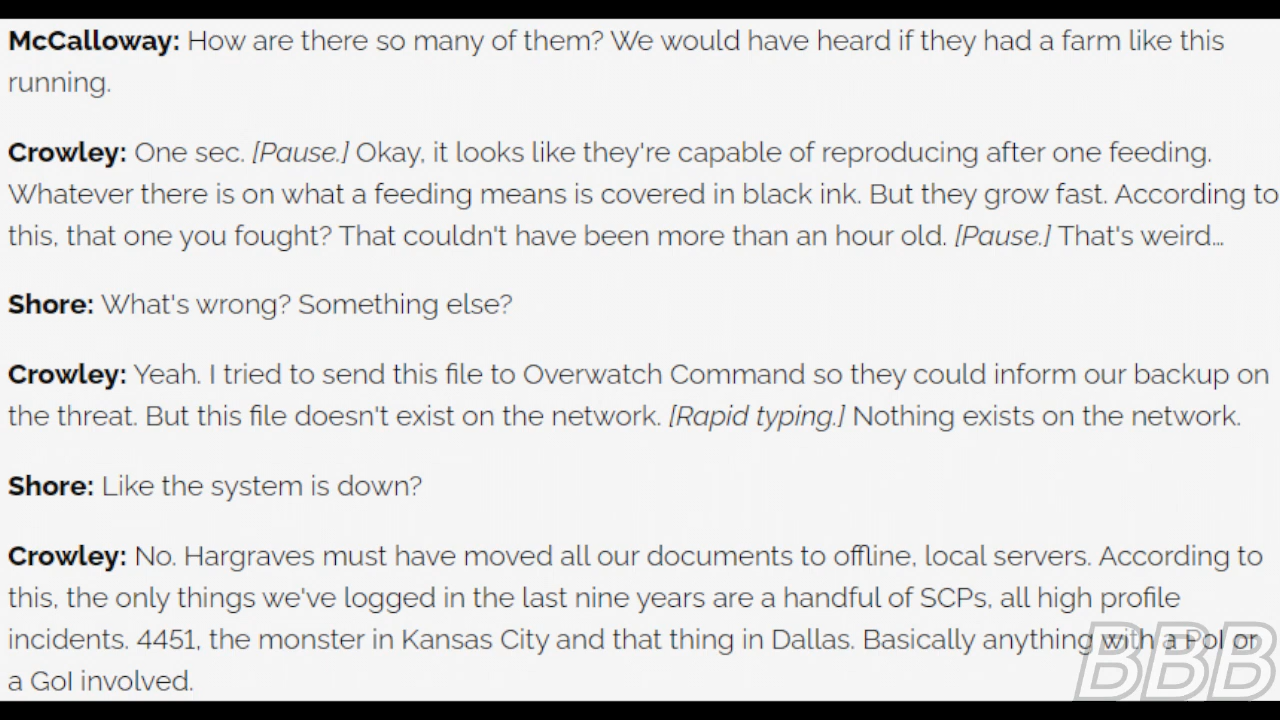 McCalloway: How are there so many of them? We would have heard if they had a farm like this
running.
Crowley: One sec. [Pause.] Okay, it looks like they're capable of reproducing after one feeding.
Whatever there is on what a feeding means is covered in black ink. But they grow fast. According to
this, that one you fought? That couldn't have been more than an hour old. [Pause.] That's weird…
Shore: What's wrong? Something else?
Crowley: Yeah. I tried to send this file to Overwatch Command so they could inform our backup on
the threat. But this file doesn't exist on the network. [Rapid typing.] Nothing exists on the network.
Shore: Like the system is down?
Crowley: No. Hargraves must have moved all our documents to offline, local servers. According to
this, the only things we've logged in the last nine years are a handful of SCPs, all high profile
incidents. 4451, the monster in Kansas City and that thing in Dallas. Basically anything with a PoI or
a GoI involved.
BBB